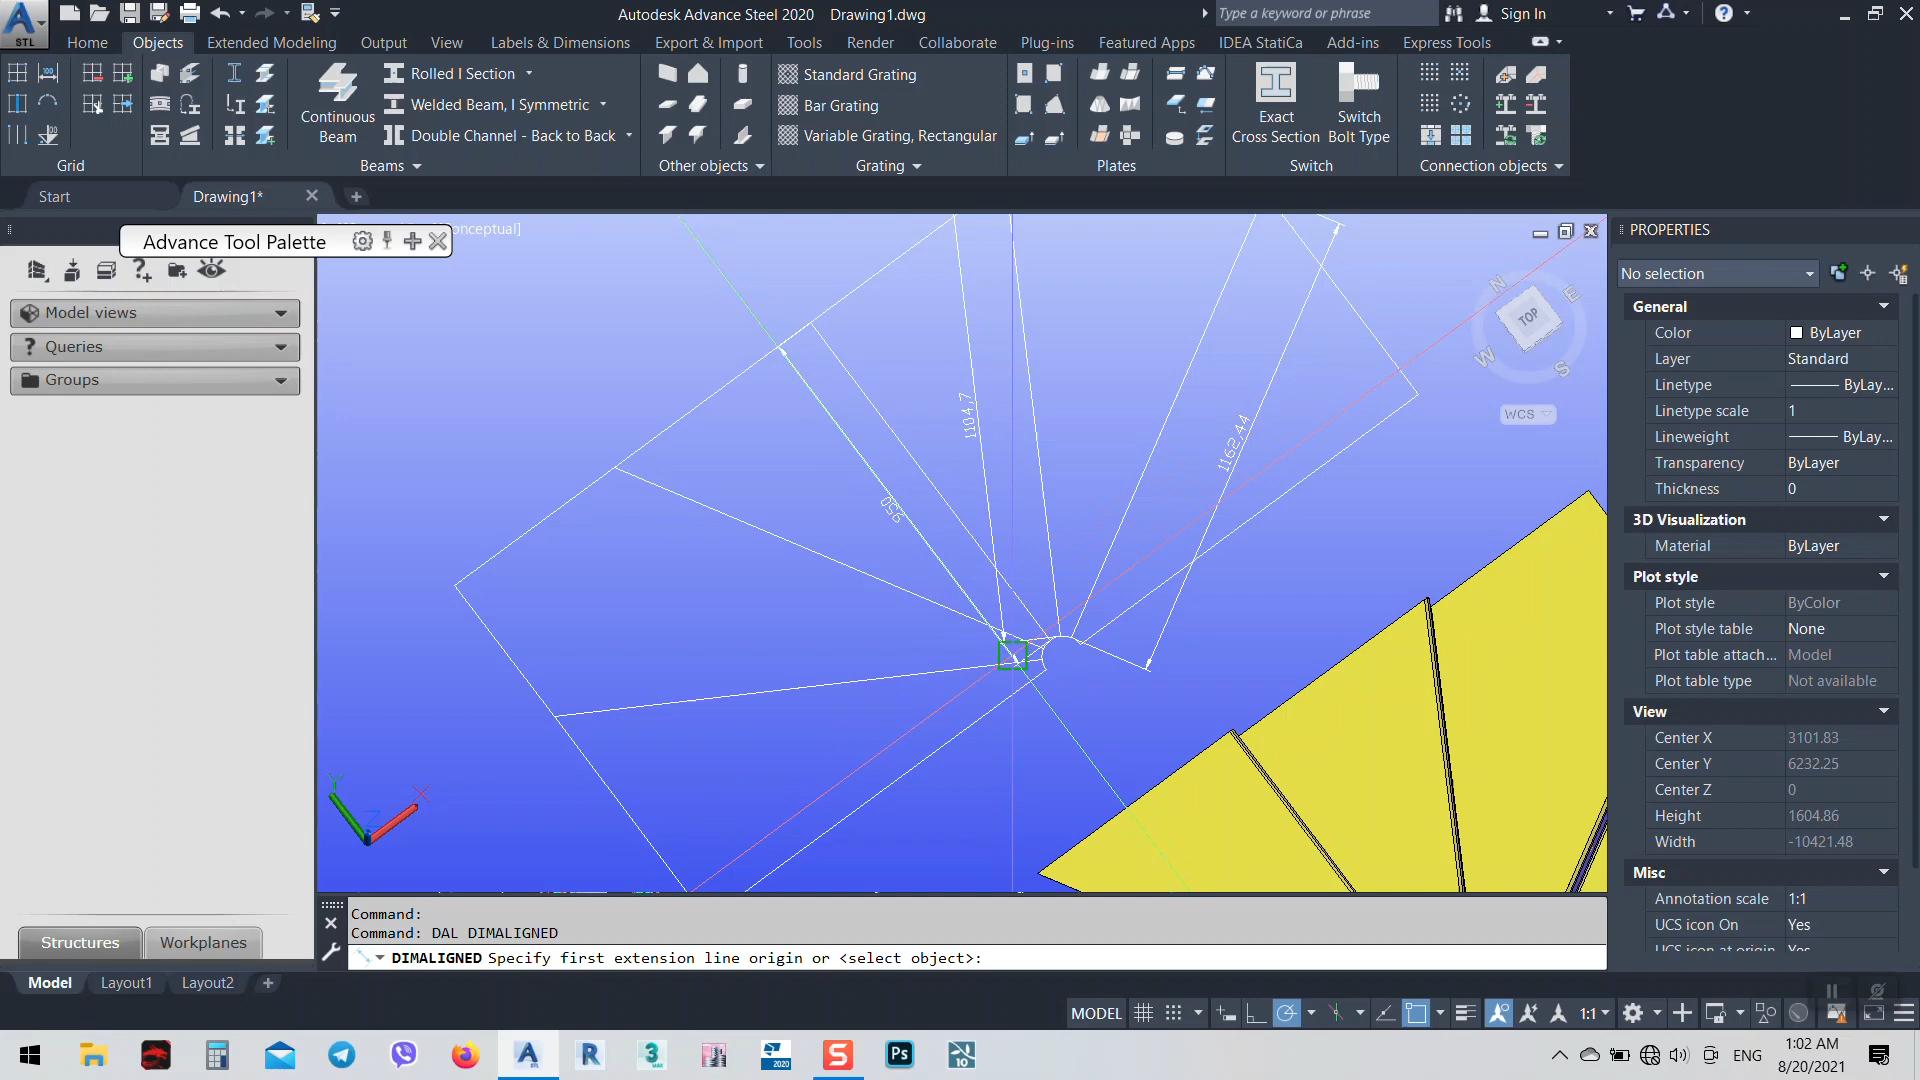 Autodesk Advance Steel 2020 Drawing1.dwg
Type a keyword or phrase
Sign In
STL
Home Objects Extended Modeling Output View Labels & Dimensions Export & Import Tools Render Collaborate Plug-ins Featured Apps IDEA StatiCa Add-ins Express Tools
Rolled I Section
Welded Beam, I Symmetric
Double Channel - Back to Back
Continuous
Beam
Standard Grating
Bar Grating
Variable Grating, Rectangular
Exact
Cross Section
Switch
Bolt Type
Grid Beams Other objects Grating Plates Switch Connection objects
Start Drawing1*
Advance Tool Palette
onceptual]
Model views
Queries
Groups
Structures Workplanes
950
1104,7
1162,44
TOP
N
E
W
S
WCS
Y
X
Z
PROPERTIES
No selection
General
Color ByLayer
Layer Standard
Linetype ByLay...
Linetype scale 1
Lineweight ByLay...
Transparency ByLayer
Thickness 0
3D Visualization
Material ByLayer
Plot style
Plot style ByColor
Plot style table None
Plot table attach... Model
Plot table type Not available
View
Center X 3101.83
Center Y 6232.25
Center Z 0
Height 1604.86
Width -10421.48
Misc
Annotation scale 1:1
UCS icon On Yes
UCS icon at origin Yes
Command:
Command: DAL DIMALIGNED
DIMALIGNED Specify first extension line origin or <select object>:
Model Layout1 Layout2
MODEL 1:1
ENG
1:02 AM
8/20/2021